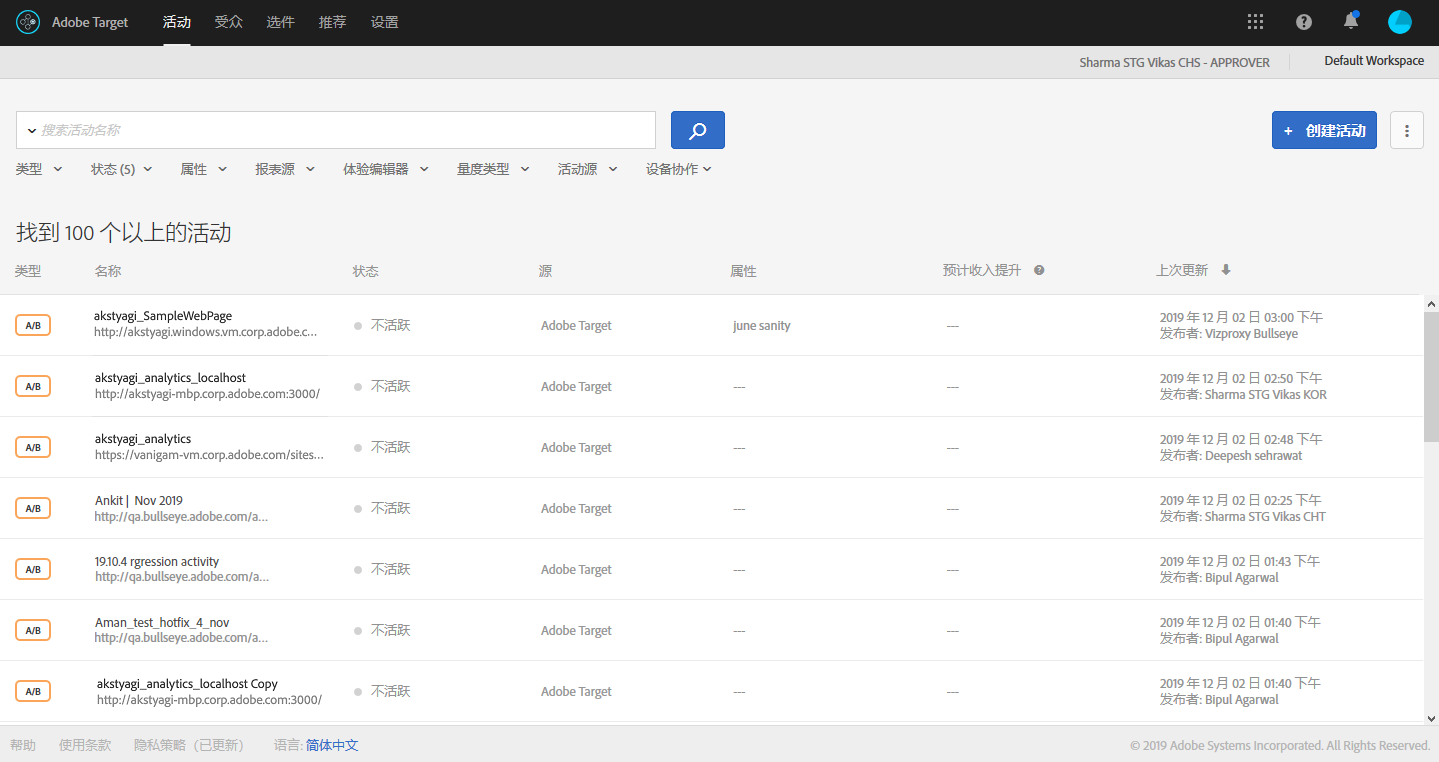 Adobe Target 活动 受众 选件 推荐 设置
Sharma STG Vikas CHS - APPROVER Default Workspace
搜索活动名称 + 创建活动
类型 状态 (5) 属性 报表源 体验编辑器 量度类型 活动源 设备协作
找到 100 个以上的活动
类型 名称 状态 源 属性 预计收入提升 上次更新
akstyagi_SampleWebPage
A/B 不活跃 Adobe Target june sanity ---
http://akstyagi.windows.vm.corp.adobe.c...
2019 年 12 月 02 日 03:00 下午
发布者: Vizproxy Bullseye
akstyagi_analytics_localhost
A/B 不活跃 Adobe Target --- ---
http://akstyagi-mbp.corp.adobe.com:3000/
2019 年 12 月 02 日 02:50 下午
发布者: Sharma STG Vikas KOR
akstyagi_analytics
A/B 不活跃 Adobe Target --- ---
https://vanigam-vm.corp.adobe.com/sites...
2019 年 12 月 02 日 02:48 下午
发布者: Deepesh sehrawat
Ankit | Nov 2019
A/B 不活跃 Adobe Target --- ---
http://qa.bullseye.adobe.com/a...
2019 年 12 月 02 日 02:25 下午
发布者: Sharma STG Vikas CHT
19.10.4 rgression activity
A/B 不活跃 Adobe Target --- ---
http://qa.bullseye.adobe.com/a...
2019 年 12 月 02 日 01:43 下午
发布者: Bipul Agarwal
Aman_test_hotfix_4_nov
A/B 不活跃 Adobe Target --- ---
http://qa.bullseye.adobe.com/a...
2019 年 12 月 02 日 01:40 下午
发布者: Bipul Agarwal
akstyagi_analytics_localhost Copy
A/B 不活跃 Adobe Target --- ---
http://akstyagi-mbp.corp.adobe.com:3000/
2019 年 12 月 02 日 01:40 下午
发布者: Bipul Agarwal
帮助 使用条款 隐私策略（已更新） 语言: 简体中文 © 2019 Adobe Systems Incorporated. All Rights Reserved.